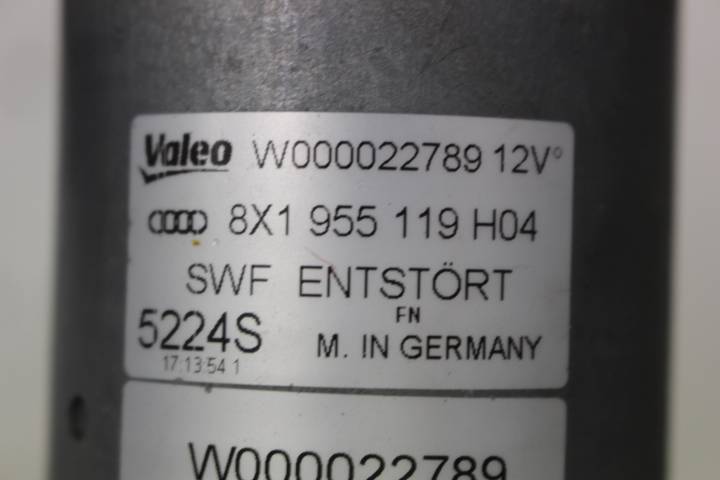 Valeo W000022789 12V°
8X1 955 119 H04
SWF ENTSTÖRT
FN
5224S M. IN GERMANY
17:13:54 1
W000022789